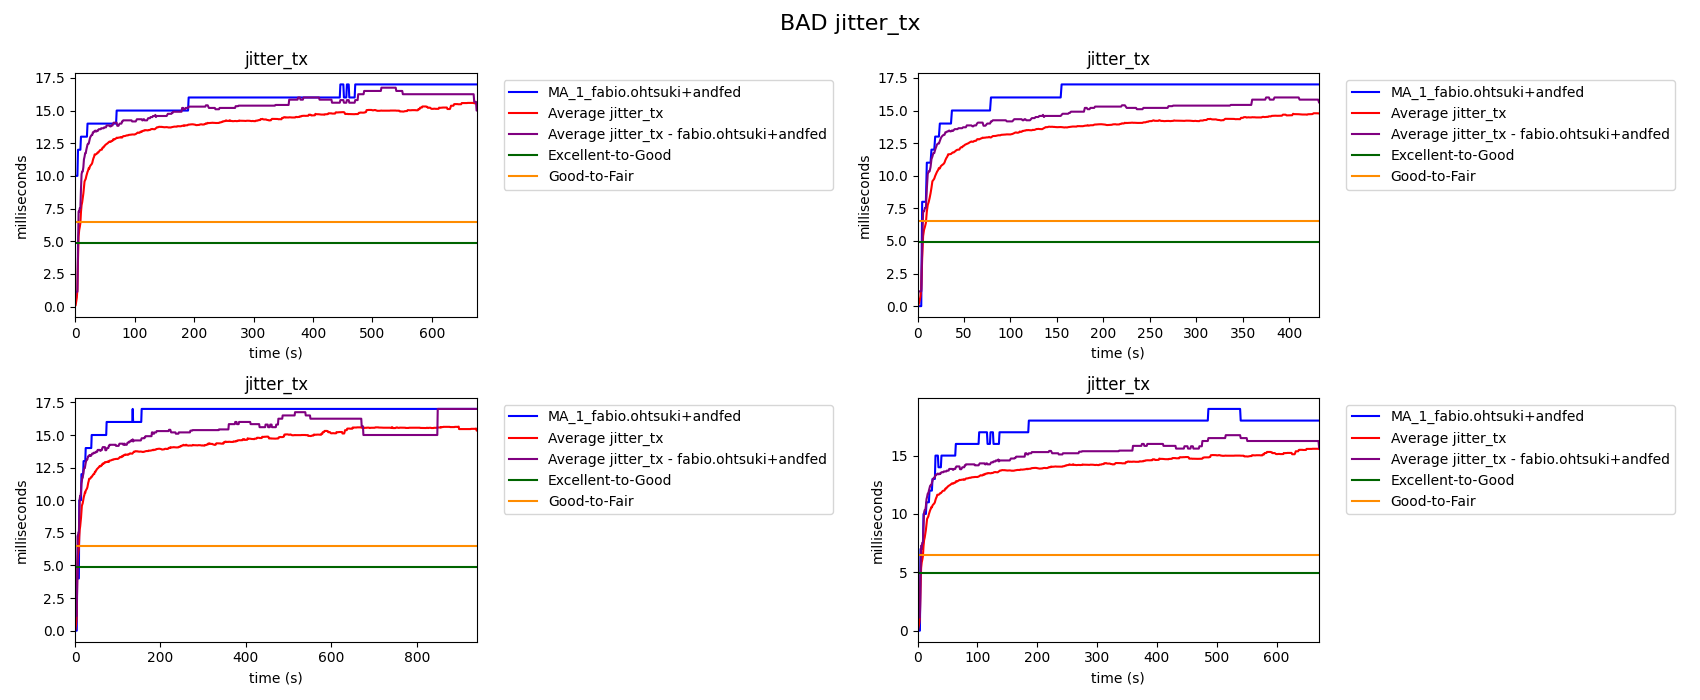 BAD jitter_tx
jitter_tx
17.5
15.0
12.5
10.0
7.5
5.0
2.5
0.0
milliseconds
0 100 200 300 400 500 600
time (s)
MA_1_fabio.ohtsuki+andfed
Average jitter_tx
Average jitter_tx - fabio.ohtsuki+andfed
Excellent-to-Good
Good-to-Fair
jitter_tx
17.5
15.0
12.5
10.0
7.5
5.0
2.5
0.0
milliseconds
0 50 100 150 200 250 300 350 400
time (s)
MA_1_fabio.ohtsuki+andfed
Average jitter_tx
Average jitter_tx - fabio.ohtsuki+andfed
Excellent-to-Good
Good-to-Fair
jitter_tx
17.5
15.0
12.5
10.0
7.5
5.0
2.5
0.0
milliseconds
0 200 400 600 800
time (s)
MA_1_fabio.ohtsuki+andfed
Average jitter_tx
Average jitter_tx - fabio.ohtsuki+andfed
Excellent-to-Good
Good-to-Fair
jitter_tx
15
10
5
0
milliseconds
0 100 200 300 400 500 600
time (s)
MA_1_fabio.ohtsuki+andfed
Average jitter_tx
Average jitter_tx - fabio.ohtsuki+andfed
Excellent-to-Good
Good-to-Fair